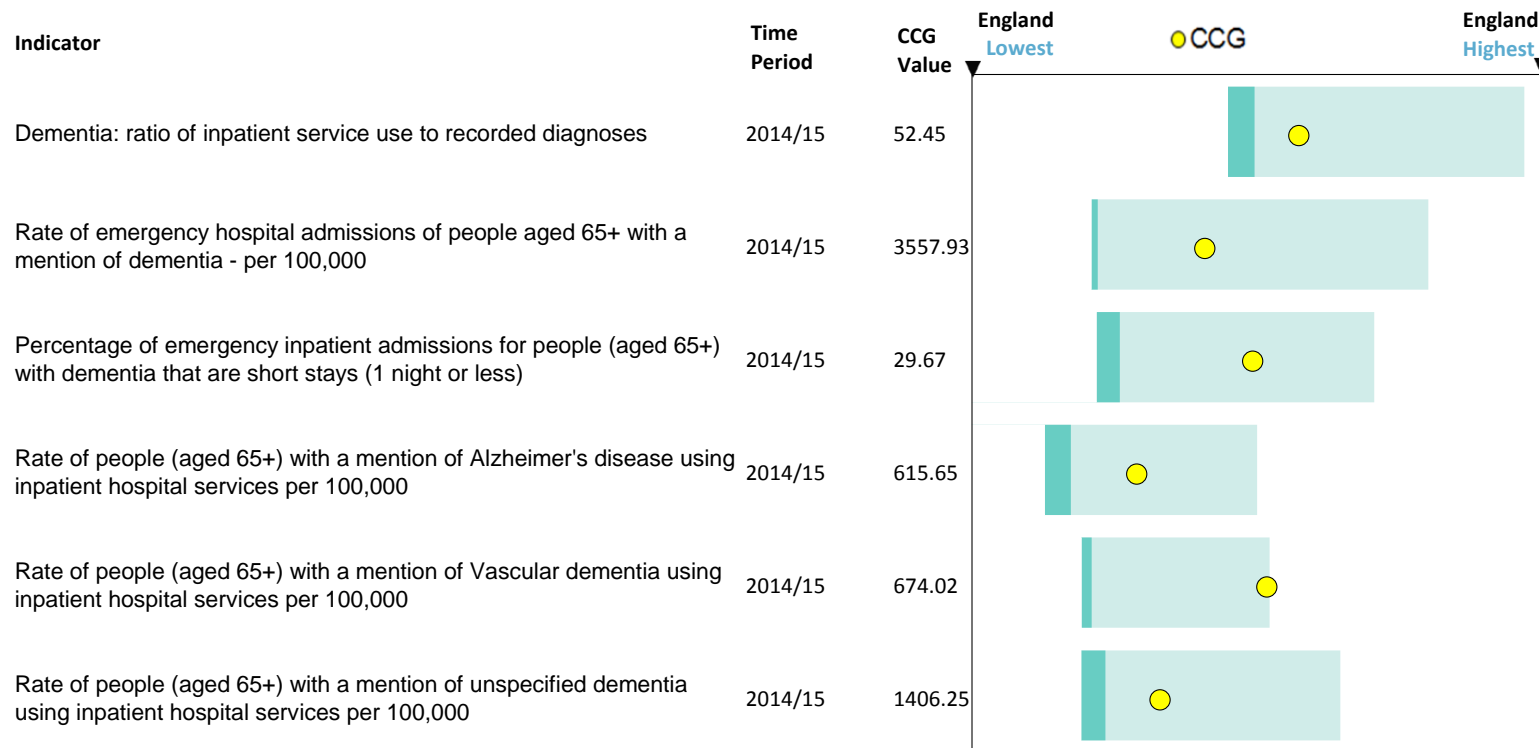 Indicator
Time
Period
CCG
Value
England
Lowest
CCG
England
Highest
Dementia: ratio of inpatient service use to recorded diagnoses
2014/15
52.45
Rate of emergency hospital admissions of people aged 65+ with a
mention of dementia - per 100,000
2014/15
3557.93
Percentage of emergency inpatient admissions for people (aged 65+)
with dementia that are short stays (1 night or less)
2014/15
29.67
Rate of people (aged 65+) with a mention of Alzheimer's disease using
inpatient hospital services per 100,000
2014/15
615.65
Rate of people (aged 65+) with a mention of Vascular dementia using
inpatient hospital services per 100,000
2014/15
674.02
Rate of people (aged 65+) with a mention of unspecified dementia
using inpatient hospital services per 100,000
2014/15
1406.25